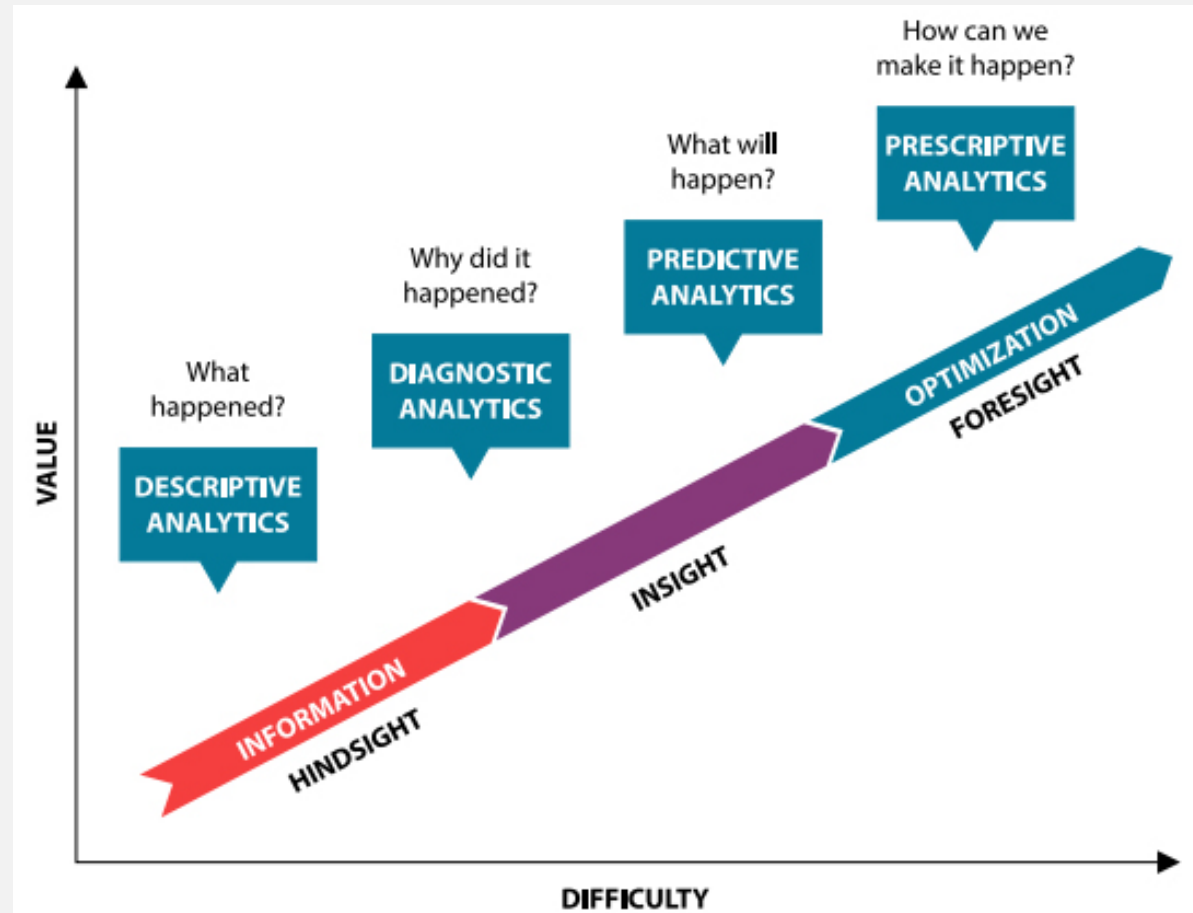 How can we
make it happen?
PRESCRIPTIVE
ANALYTICS
What will
happen?
PREDICTIVE
ANALYTICS
Why did it
happened?
DIAGNOSTIC
ANALYTICS
What
happened?
DESCRIPTIVE
ANALYTICS
VALUE
OPTIMIZATION
FORESIGHT
INSIGHT
INFORMATION
HINDSIGHT
DIFFICULTY